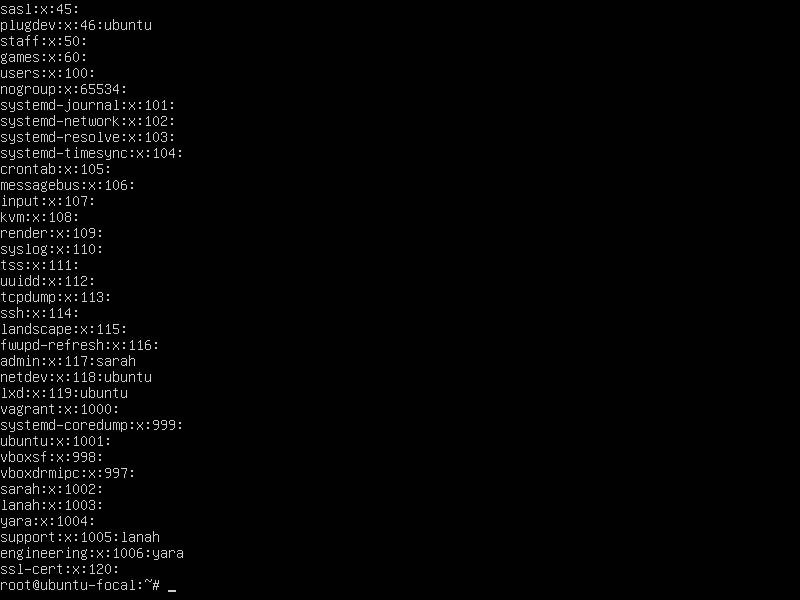 sasl:x:45:
plugdev:x:46:ubuntu
staff:x:50:
games:x:60:
users:x:100:
nogroup:x:65534:
systemd-journal:x:101:
systemd-network:x:102:
systemd-resolve:x:103:
systemd-timesync:x:104:
crontab:x:105:
messagebus:x:106:
input:x:107:
kvm:x:108:
render:x:109:
syslog:x:110:
tss:x:111:
uuidd:x:112:
tcpdump:x:113:
ssh:x:114:
landscape:x:115:
fwupd-refresh:x:116:
admin:x:117:sarah
netdev:x:118:ubuntu
lxd:x:119:ubuntu
vagrant:x:1000:
systemd-coredump:x:999:
ubuntu:x:1001:
vboxsf:x:998:
vboxdrmipc:x:997:
sarah:x:1002:
lanah:x:1003:
yara:x:1004:
support:x:1005:lanah
engineering:x:1006:yara
ssl-cert:x:120:
root@ubuntu-focal:~# _